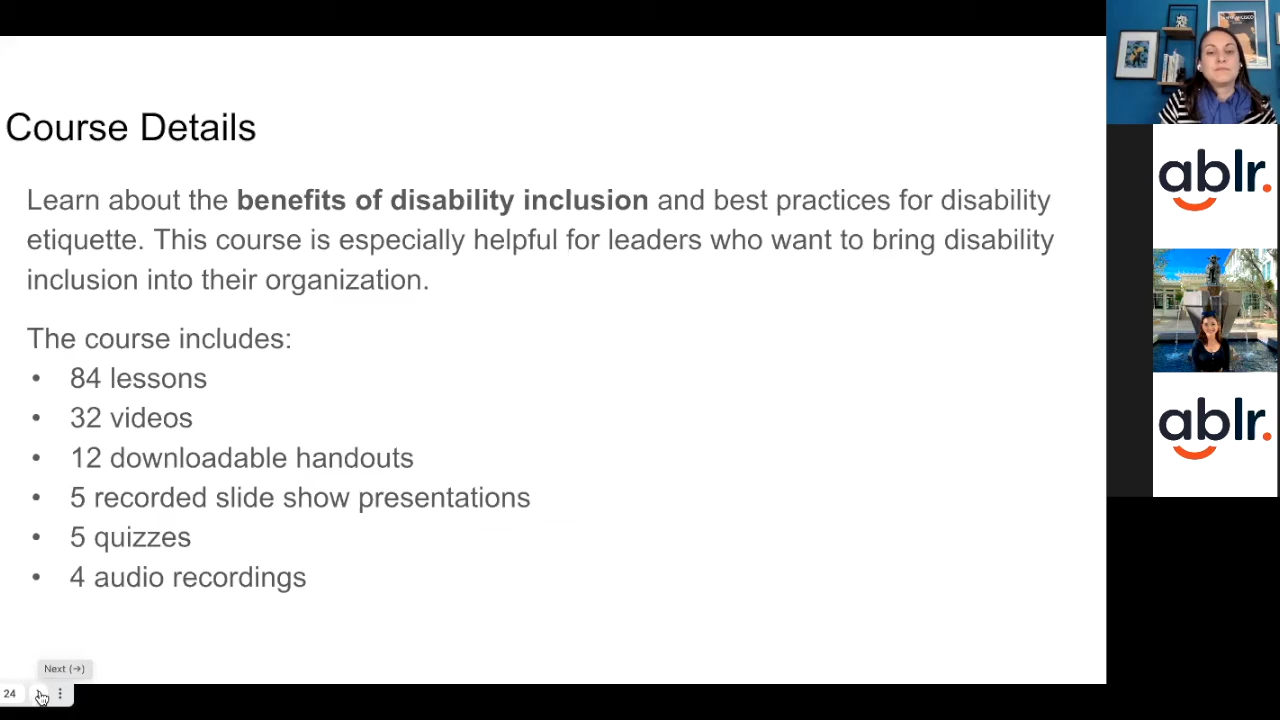 Course Details
Learn about the benefits of disability inclusion and best practices for disability
etiquette. This course is especially helpful for leaders who want to bring disability
inclusion into their organization.
The course includes:
• 84 lessons
• 32 videos
• 12 downloadable handouts
• 5 recorded slide show presentations
• 5 quizzes
• 4 audio recordings
Next (→)
24
ablr.
ablr.